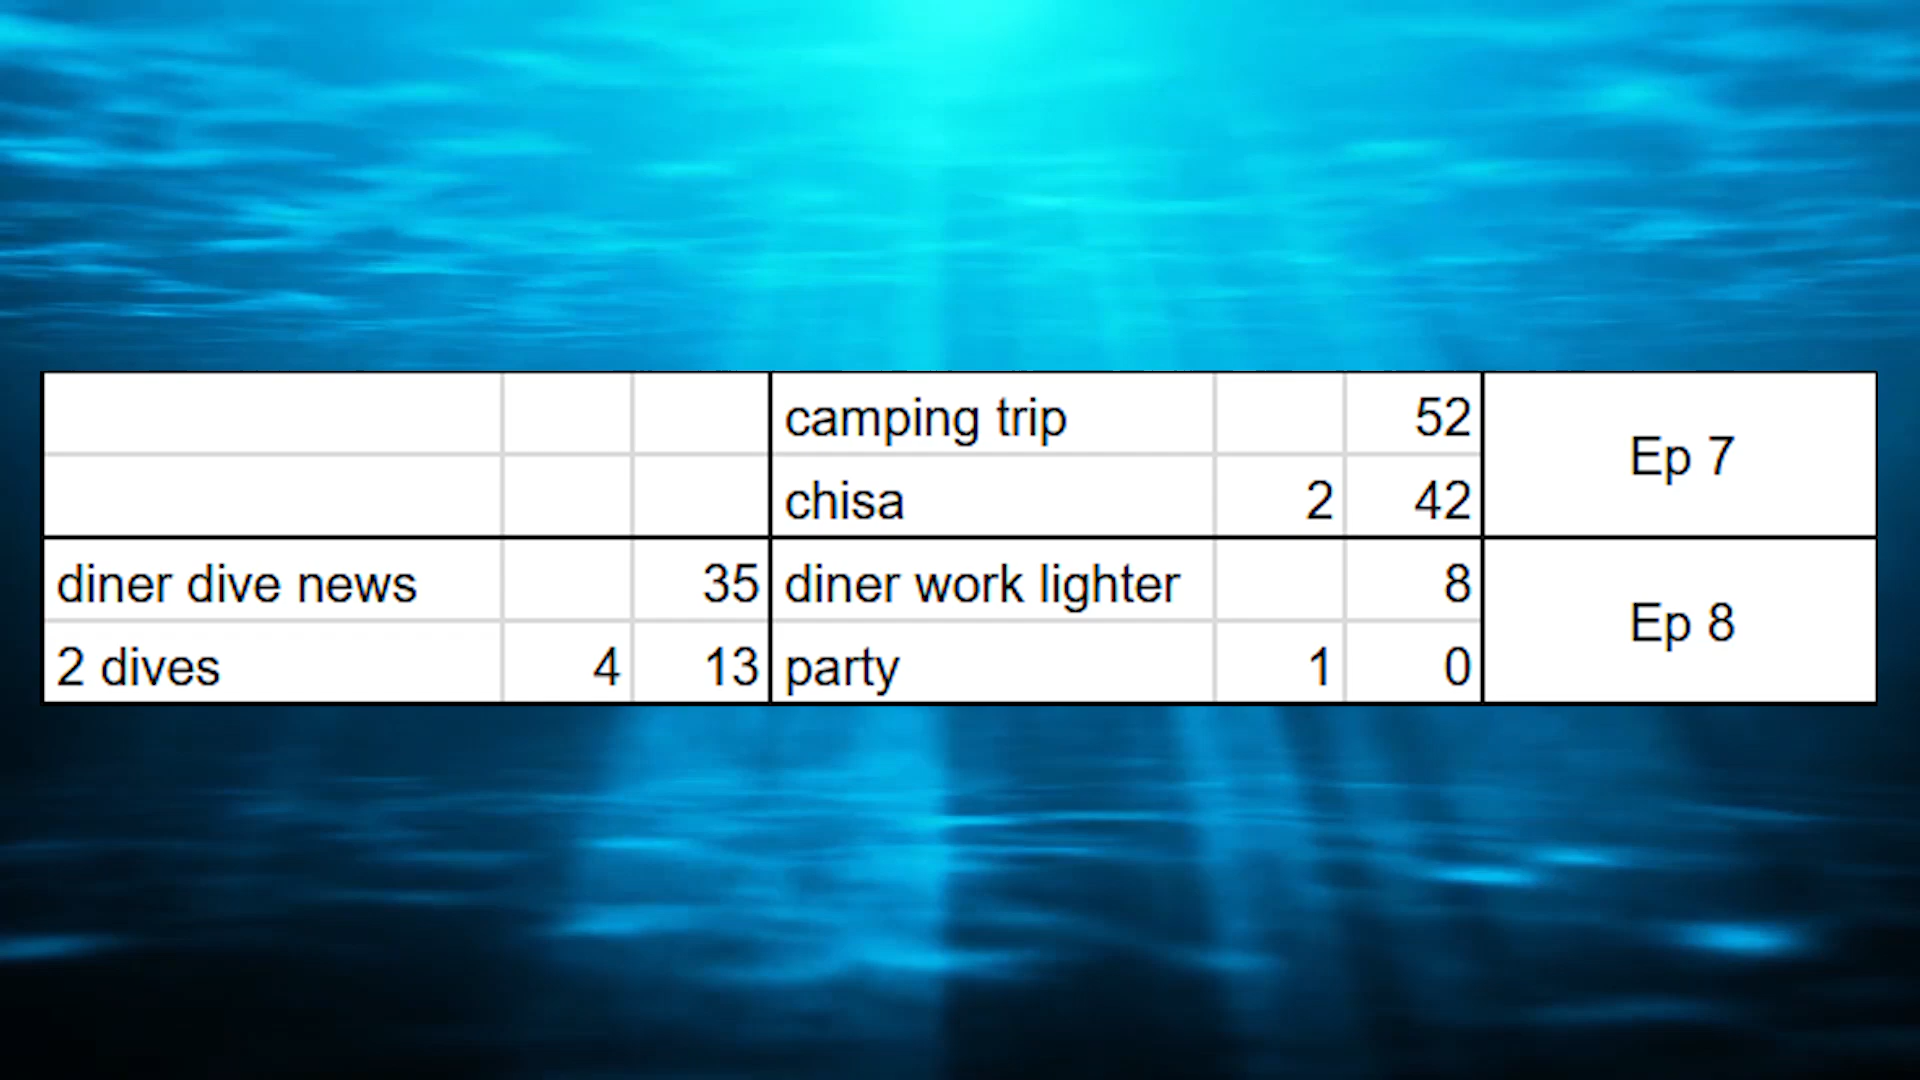 camping trip 52
Ep 7
chisa 2 42
diner dive news 35 diner work lighter 8
Ep 8
2 dives 4 13 party 1 0